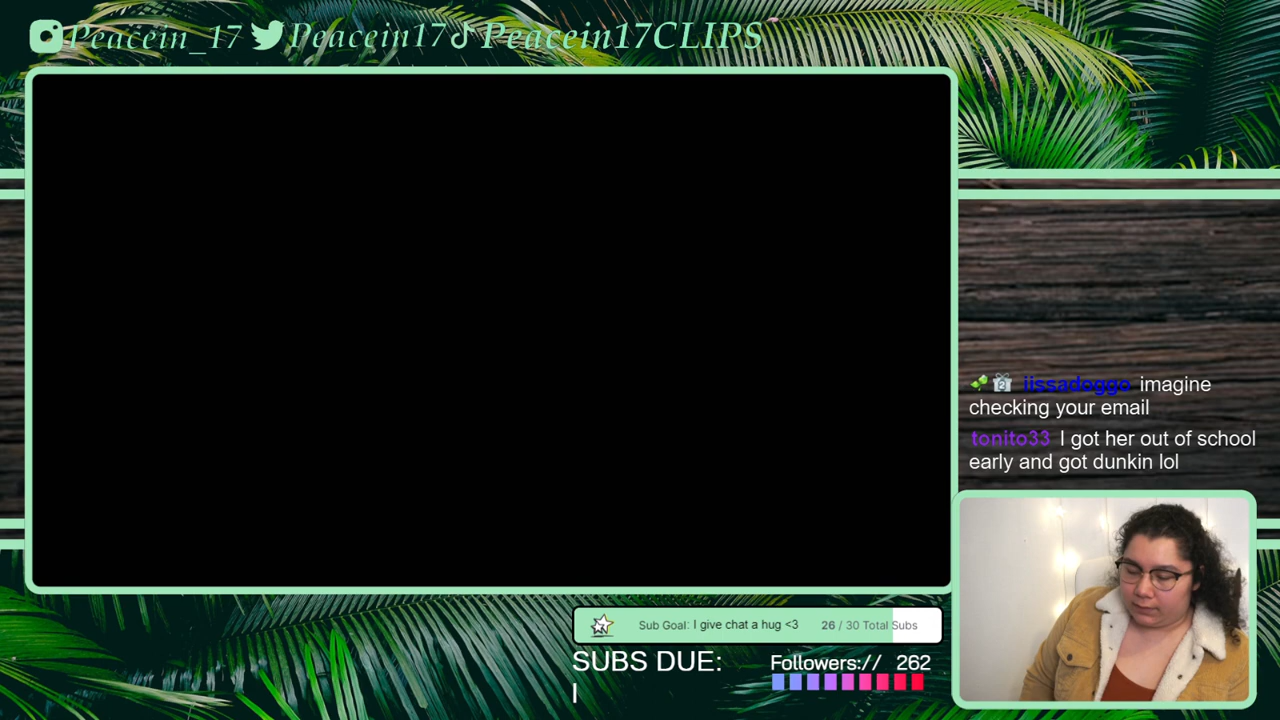 Peacein_17 Peacein17 Peacein17CLIPS
iissadoggo imagine
checking your email
tonito33 I got her out of school
early and got dunkin lol
Sub Goal: I give chat a hug <3 26 / 30 Total Subs
SUBS DUE: Followers:// 262
I